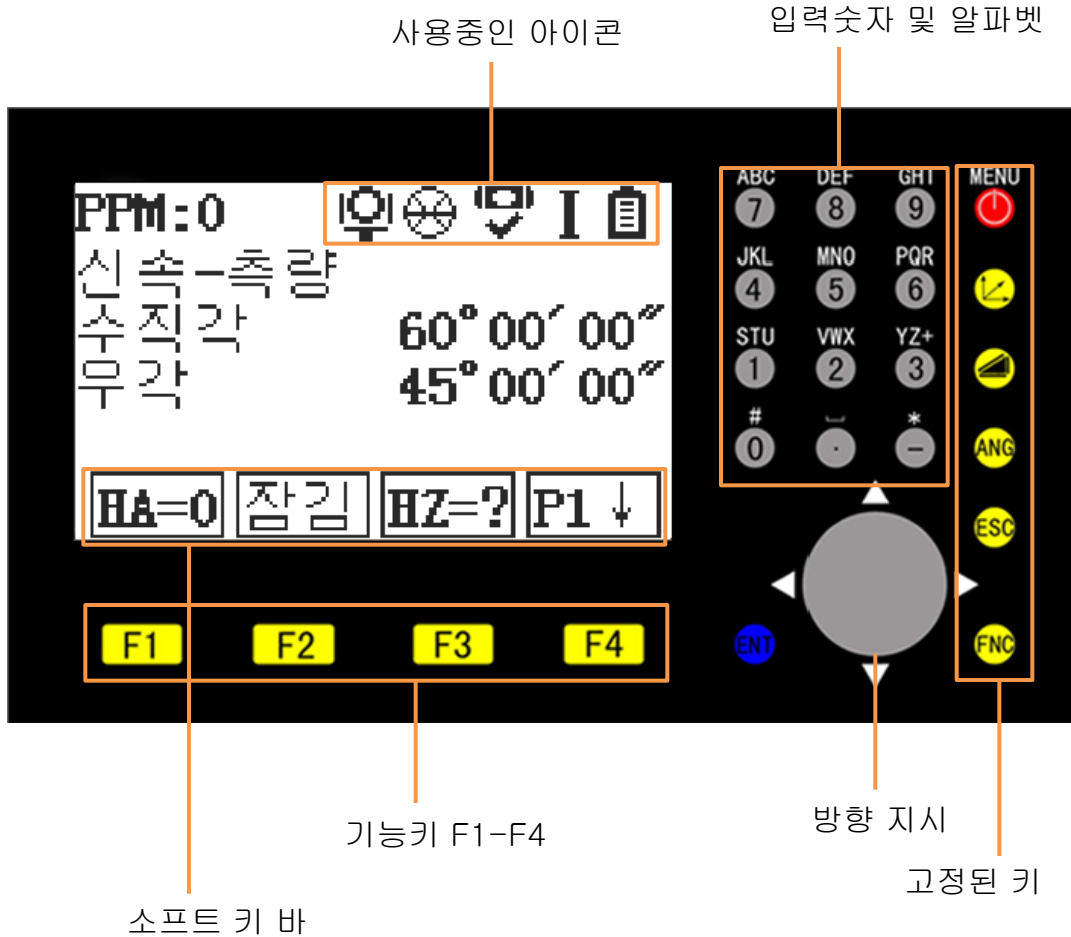 입력숫자 및 알파벳
사용중인 아이콘
PPM:0
신속-측량
수직각 60°00′00″
우각 45°00′00″
HA=0 잠김 HZ=? P1↓
F1 F2 F3 F4
ABC DEF GHI MENU
7 8 9
JKL MNO PQR
4 5 6
STU VWX YZ+
1 2 3
# ⎵ *
0 . - ANG
ESC
ENT FNC
방향 지시
기능키 F1-F4
고정된 키
소프트 키 바